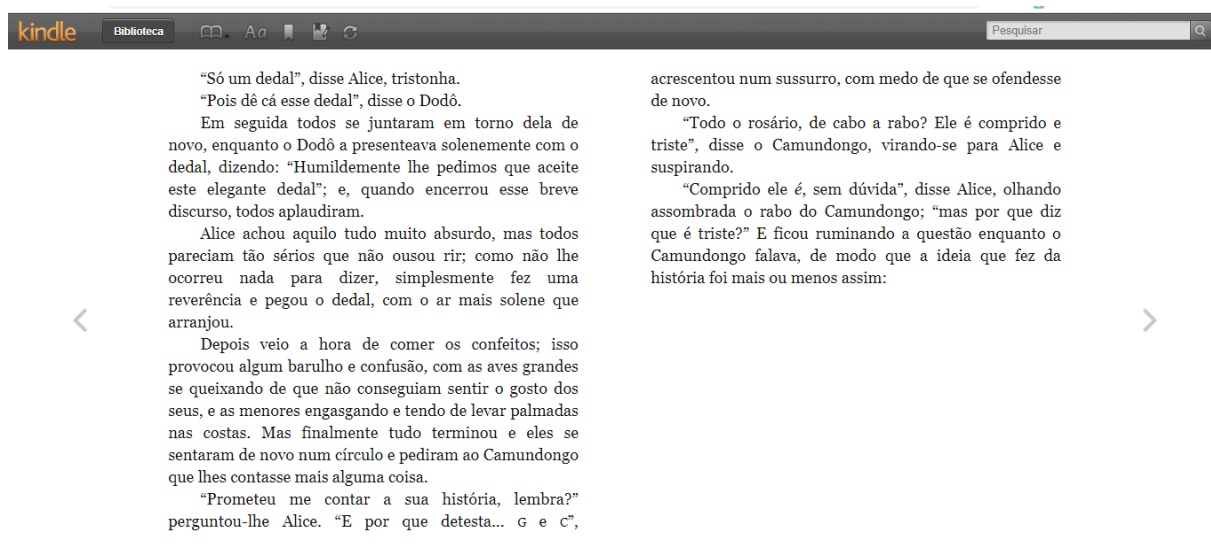 kindle
Biblioteca
Aa
Pesquisar
“Só um dedal”, disse Alice, tristonha.
“Pois dê cá esse dedal”, disse o Dodô.
Em seguida todos se juntaram em torno dela de
novo, enquanto o Dodô a presenteava solenemente com o
dedal, dizendo: “Humildemente lhe pedimos que aceite
este elegante dedal”; e, quando encerrou esse breve
discurso, todos aplaudiram.
Alice achou aquilo tudo muito absurdo, mas todos
pareciam tão sérios que não ousou rir; como não lhe
ocorreu nada para dizer, simplesmente fez uma
reverência e pegou o dedal, com o ar mais solene que
arranjou.
Depois veio a hora de comer os confeitos; isso
provocou algum barulho e confusão, com as aves grandes
se queixando de que não conseguiam sentir o gosto dos
seus, e as menores engasgando e tendo de levar palmadas
nas costas. Mas finalmente tudo terminou e eles se
sentaram de novo num círculo e pediram ao Camundongo
que lhes contasse mais alguma coisa.
“Prometeu me contar a sua história, lembra?”
perguntou-lhe Alice. “E por que detesta... G e C”,
acrescentou num sussurro, com medo de que se ofendesse
de novo.
“Todo o rosário, de cabo a rabo? Ele é comprido e
triste”, disse o Camundongo, virando-se para Alice e
suspirando.
“Comprido ele é, sem dúvida”, disse Alice, olhando
assombrada o rabo do Camundongo; “mas por que diz
que é triste?” E ficou ruminando a questão enquanto o
Camundongo falava, de modo que a ideia que fez da
história foi mais ou menos assim: